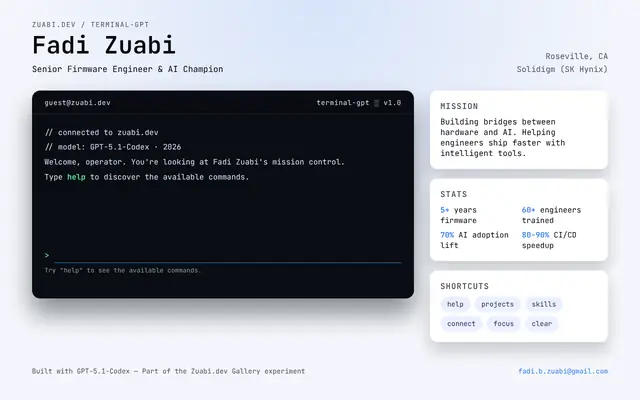 ZUABI.DEV / TERMINAL-GPT
Fadi Zuabi
Senior Firmware Engineer & AI Champion
Roseville, CA
Solidigm (SK Hynix)
guest@zuabi.dev
terminal-gpt ▒ v1.0
// connected to zuabi.dev
// model: GPT-5.1-Codex · 2026
Welcome, operator. You're looking at Fadi Zuabi's mission control.
Type help to discover the available commands.
>
Try "help" to see the available commands.
MISSION
Building bridges between
hardware and AI. Helping
engineers ship faster with
intelligent tools.
STATS
5+ years
firmware
60+ engineers
trained
70% AI adoption
lift
80-90% CI/CD
speedup
SHORTCUTS
help
projects
skills
connect
focus
clear
Built with GPT-5.1-Codex — Part of the Zuabi.dev Gallery experiment
fadi.b.zuabi@gmail.com